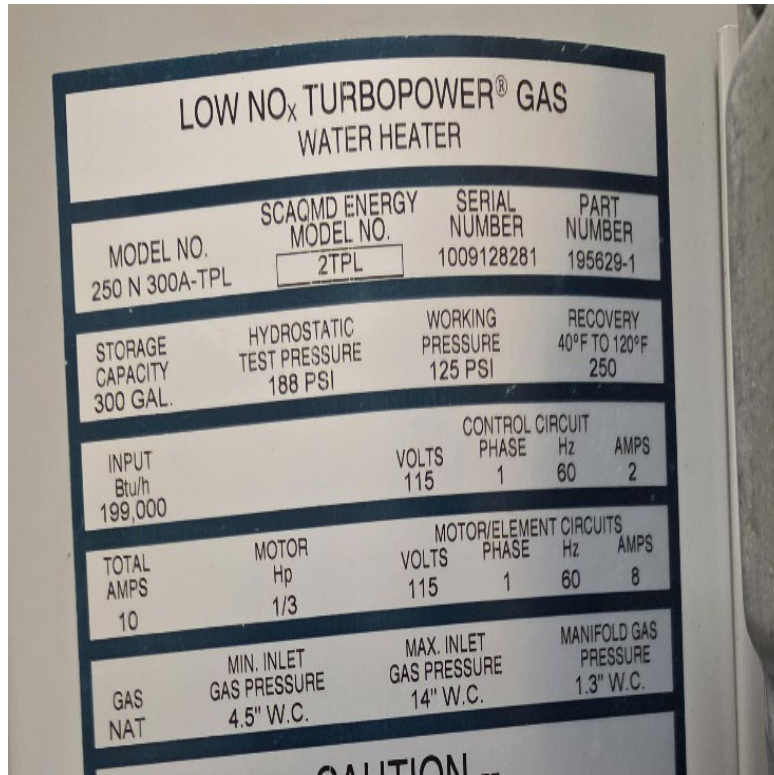 LOW NOₓ TURBOPOWER® GAS
WATER HEATER
MODEL NO.
250 N 300A-TPL
SCAQMD ENERGY
MODEL NO.
2TPL
SERIAL
NUMBER
1009128281
PART
NUMBER
195629-1
STORAGE
CAPACITY
300 GAL.
HYDROSTATIC
TEST PRESSURE
188 PSI
WORKING
PRESSURE
125 PSI
RECOVERY
40°F TO 120°F
250
INPUT
Btu/h
199,000
CONTROL CIRCUIT
VOLTS PHASE Hz AMPS
115 1 60 2
TOTAL
AMPS
10
MOTOR
Hp
1/3
MOTOR/ELEMENT CIRCUITS
VOLTS PHASE Hz AMPS
115 1 60 8
GAS
NAT
MIN. INLET
GAS PRESSURE
4.5" W.C.
MAX. INLET
GAS PRESSURE
14" W.C.
MANIFOLD GAS
PRESSURE
1.3" W.C.
CAUTION